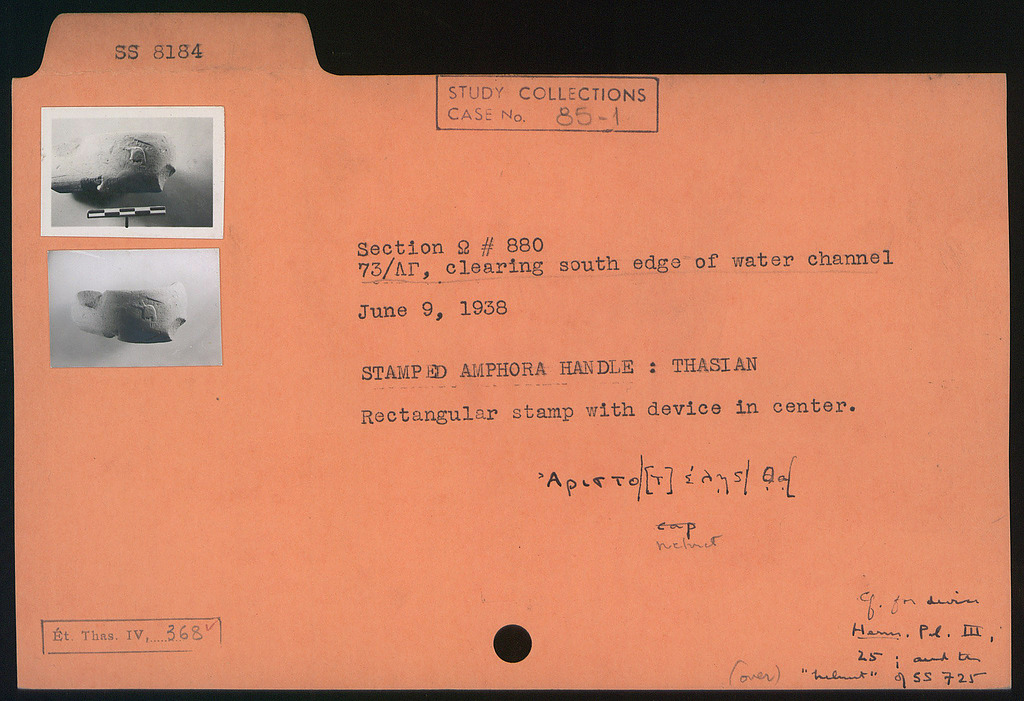 SS 8184
STUDY COLLECTIONS
CASE No. 85-1
Section Ω # 880
73/ΛΓ, clearing south edge of water channel
June 9, 1938
STAMPED AMPHORA HANDLE : THASIAN
Rectangular stamp with device in center.
Ἀριστο|[τ]έλης| Θα[
cap
helmet
Ét. Thas. IV, 368 ✓
Cf. for device
Herm. Pl. III,
25 ; and the
(over) "helmet" of SS 725